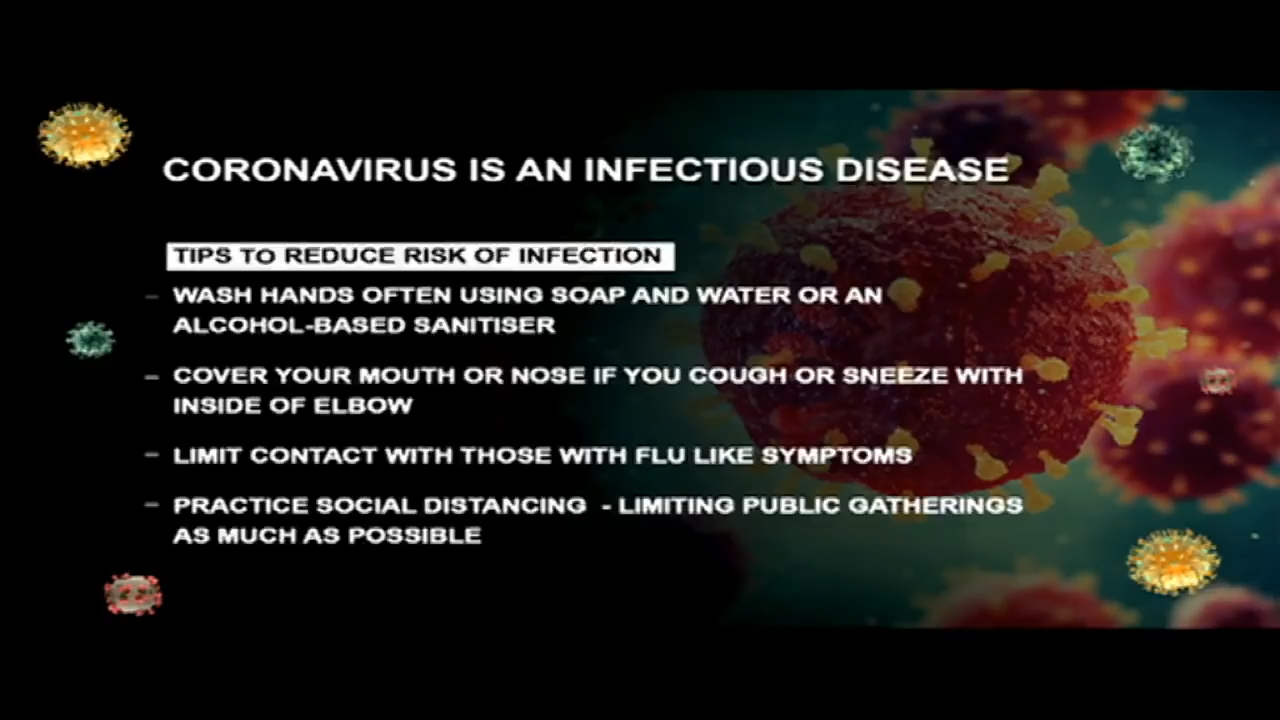 CORONAVIRUS IS AN INFECTIOUS DISEASE
TIPS TO REDUCE RISK OF INFECTION
- WASH HANDS OFTEN USING SOAP AND WATER OR AN
ALCOHOL-BASED SANITISER
- COVER YOUR MOUTH OR NOSE IF YOU COUGH OR SNEEZE WITH
INSIDE OF ELBOW
- LIMIT CONTACT WITH THOSE WITH FLU LIKE SYMPTOMS
- PRACTICE SOCIAL DISTANCING - LIMITING PUBLIC GATHERINGS
AS MUCH AS POSSIBLE